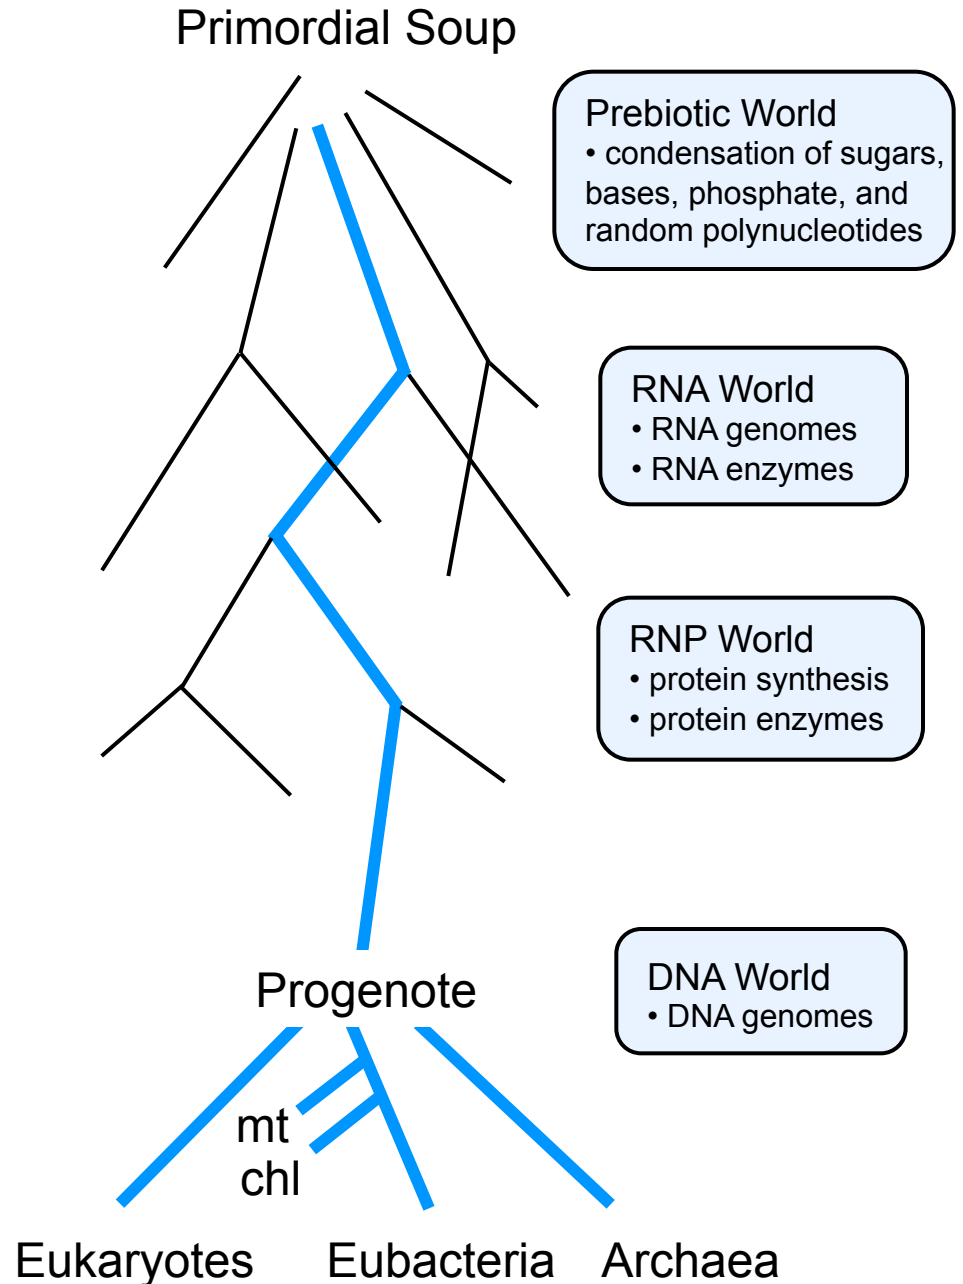 Primordial Soup
Prebiotic World
• condensation of sugars,
bases, phosphate, and
random polynucleotides
RNA World
• RNA genomes
• RNA enzymes
RNP World
• protein synthesis
• protein enzymes
Progenote
DNA World
• DNA genomes
mt
chl
Eukaryotes
Eubacteria
Archaea